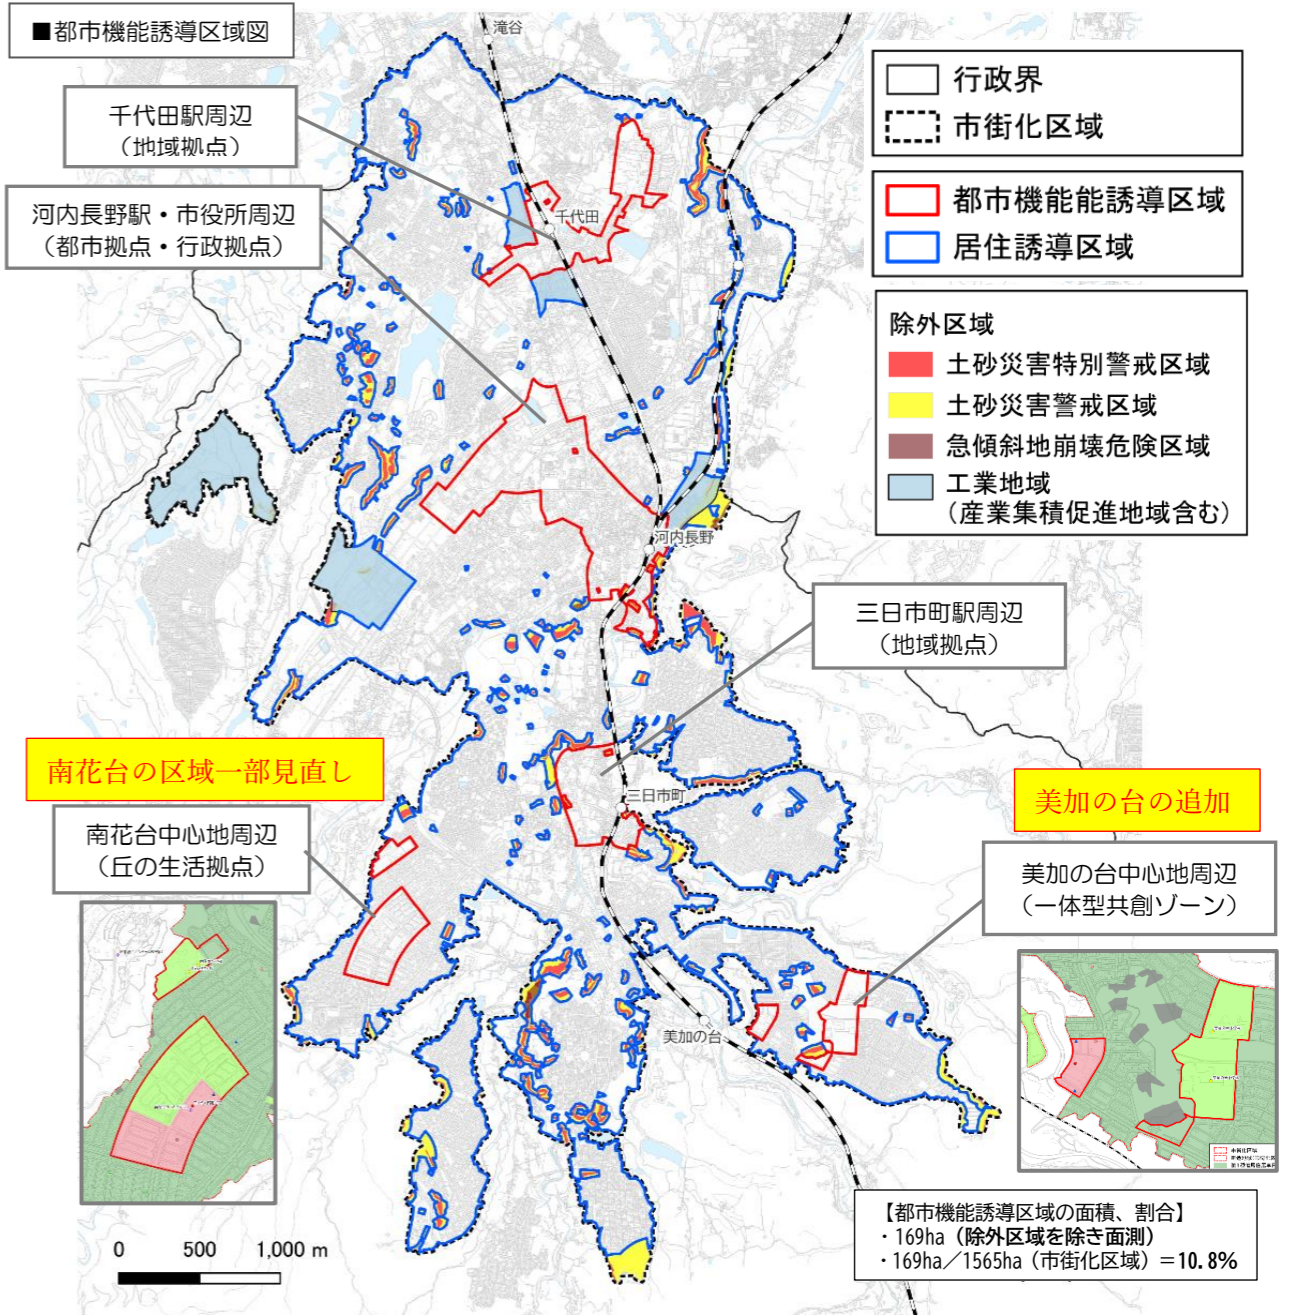 ■都市機能誘導区域図
滝谷
行政界
市街化区域
千代田駅周辺
（地域拠点）
都市機能能誘導区域
居住誘導区域
河内長野駅・市役所周辺
（都市拠点・行政拠点）
千代田
除外区域
土砂災害特別警戒区域
土砂災害警戒区域
急傾斜地崩壊危険区域
工業地域
（産業集積促進地域含む）
河内長野
三日市町駅周辺
（地域拠点）
南花台の区域一部見直し
三日市町
美加の台の追加
南花台中心地周辺
（丘の生活拠点）
美加の台中心地周辺
（一体型共創ゾーン）
美加の台
市街化区域
【都市機能誘導区域の面積、割合】
・169ha（除外区域を除き面測）
・169ha／1565ha（市街化区域）＝10.8%
0 500 1,000 m